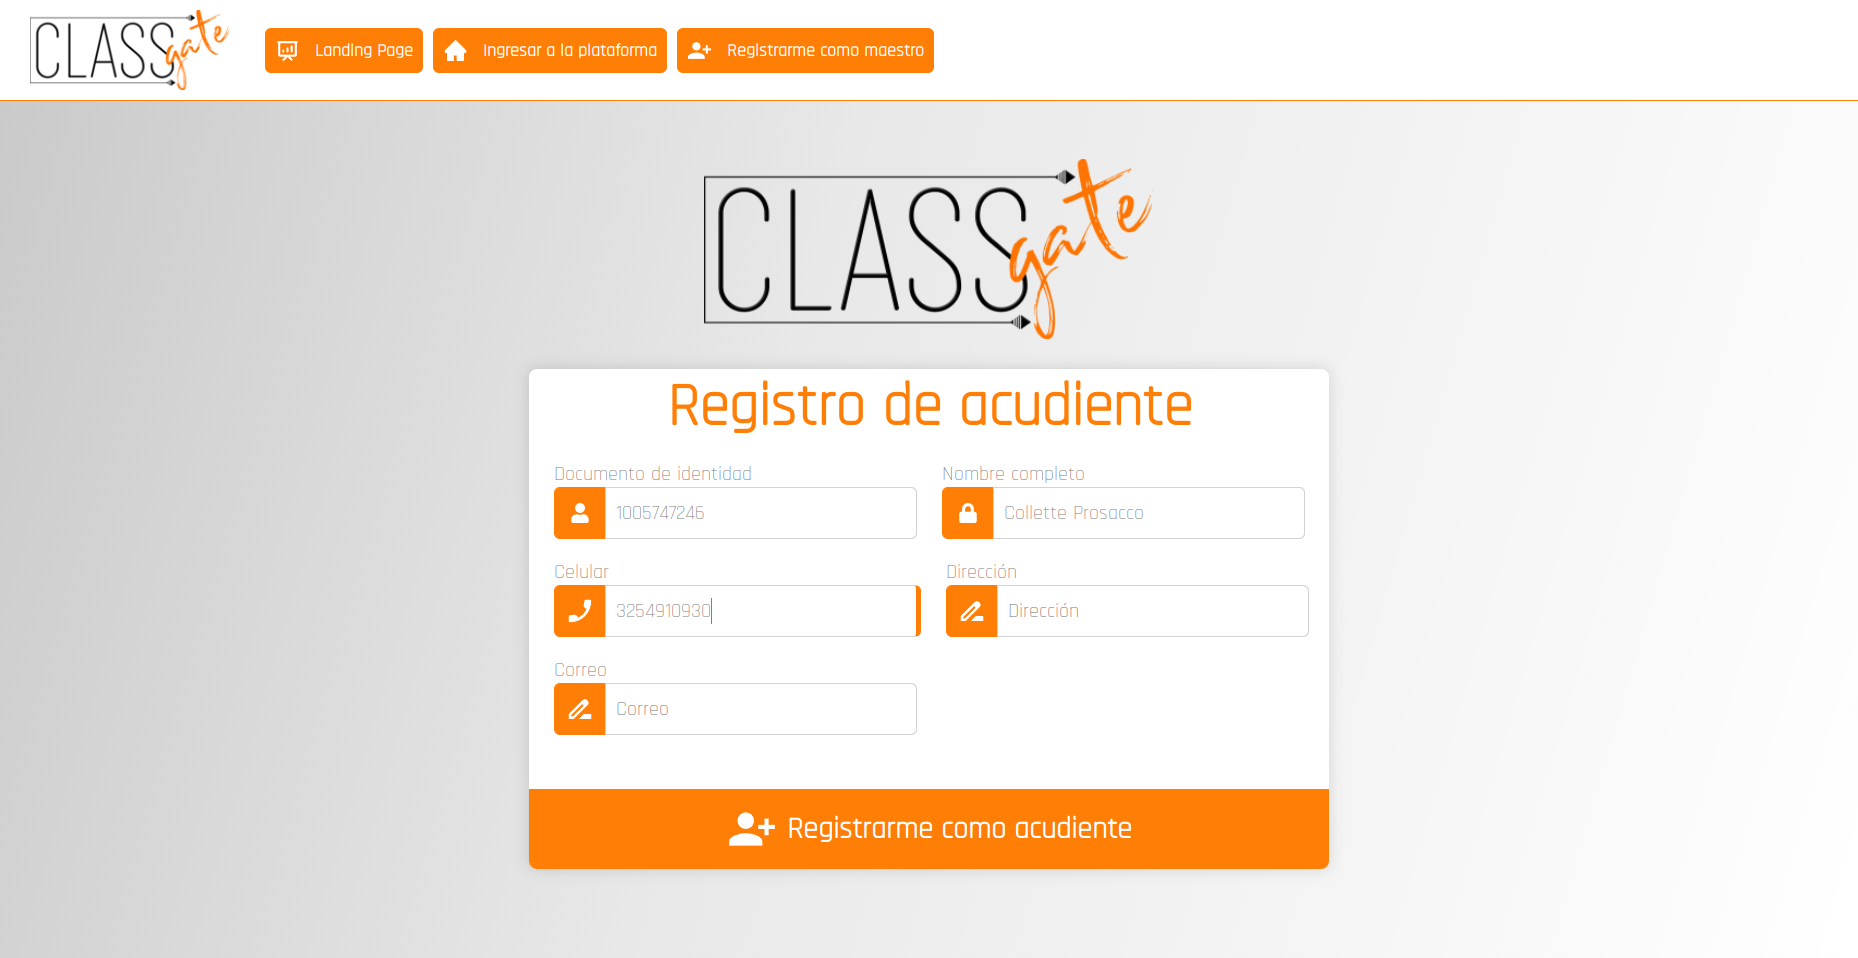 CLASSgate
Landing Page
Ingresar a la plataforma
Registrarme como maestro
CLASSgate
Registro de acudiente
Documento de identidad
Nombre completo
1005747246
Collette Prosacco
Celular
Dirección
3254910930
Dirección
Correo
Correo
Registrarme como acudiente